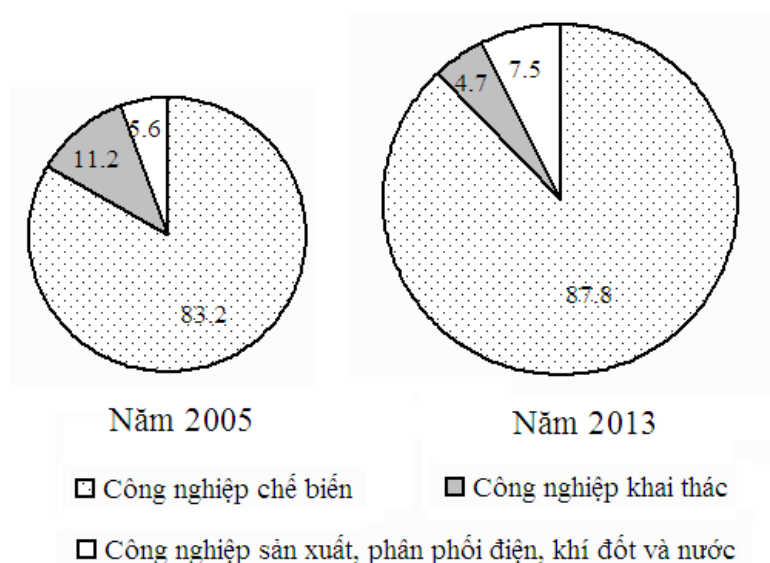 5.6
11.2
83.2
7.5
4.7
87.8
Năm 2005
Năm 2013
Công nghiệp chế biến
Công nghiệp khai thác
Công nghiệp sản xuất, phân phối điện, khí đốt và nước